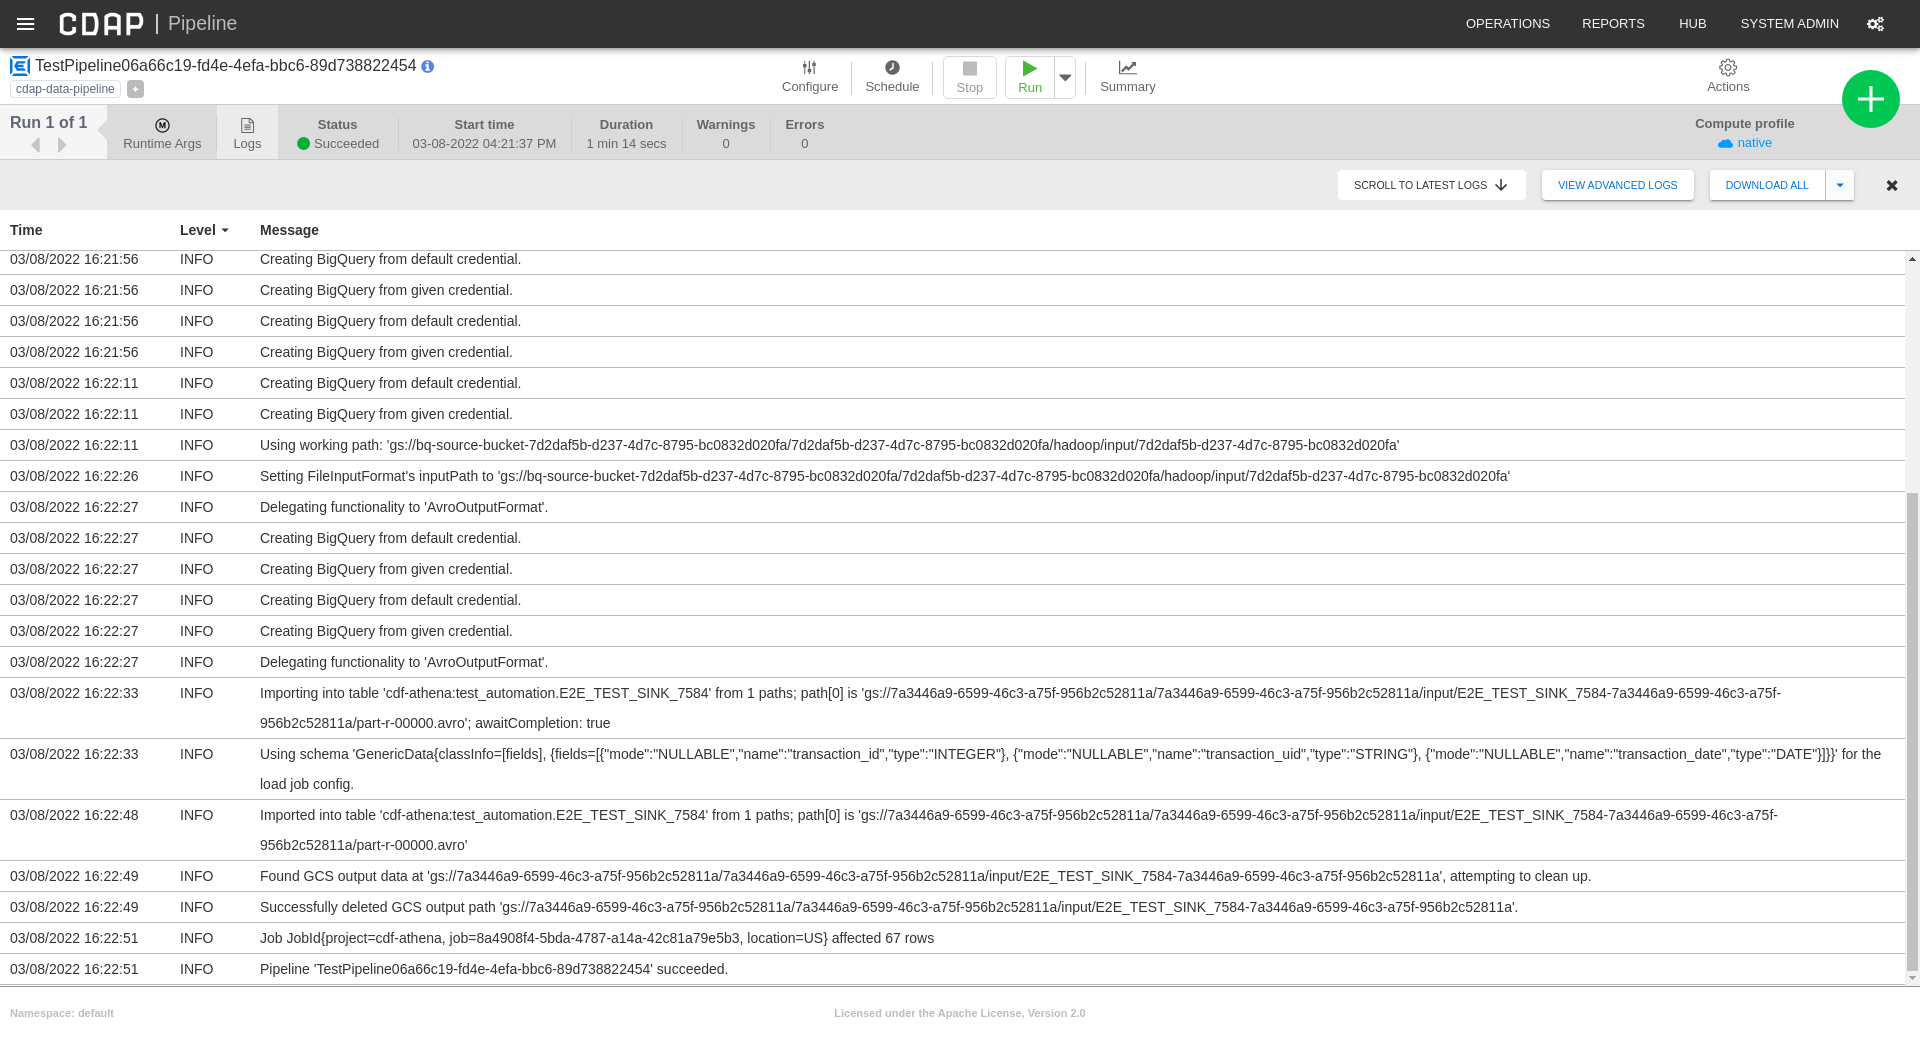 CDAP | Pipeline
OPERATIONS REPORTS HUB SYSTEM ADMIN
TestPipeline06a66c19-fd4e-4efa-bbc6-89d738822454
cdap-data-pipeline +
Configure Schedule Stop Run Summary Actions
Run 1 of 1
Runtime Args Logs
Status Start time Duration Warnings Errors Compute profile
Succeeded 03-08-2022 04:21:37 PM 1 min 14 secs 0 0 native
SCROLL TO LATEST LOGS VIEW ADVANCED LOGS DOWNLOAD ALL
Time Level Message
03/08/2022 16:21:56 INFO Creating BigQuery from default credential.
03/08/2022 16:21:56 INFO Creating BigQuery from given credential.
03/08/2022 16:21:56 INFO Creating BigQuery from default credential.
03/08/2022 16:21:56 INFO Creating BigQuery from given credential.
03/08/2022 16:22:11 INFO Creating BigQuery from default credential.
03/08/2022 16:22:11 INFO Creating BigQuery from given credential.
03/08/2022 16:22:11 INFO Using working path: 'gs://bq-source-bucket-7d2daf5b-d237-4d7c-8795-bc0832d020fa/7d2daf5b-d237-4d7c-8795-bc0832d020fa/hadoop/input/7d2daf5b-d237-4d7c-8795-bc0832d020fa'
03/08/2022 16:22:26 INFO Setting FileInputFormat's inputPath to 'gs://bq-source-bucket-7d2daf5b-d237-4d7c-8795-bc0832d020fa/7d2daf5b-d237-4d7c-8795-bc0832d020fa/hadoop/input/7d2daf5b-d237-4d7c-8795-bc0832d020fa'
03/08/2022 16:22:27 INFO Delegating functionality to 'AvroOutputFormat'.
03/08/2022 16:22:27 INFO Creating BigQuery from default credential.
03/08/2022 16:22:27 INFO Creating BigQuery from given credential.
03/08/2022 16:22:27 INFO Creating BigQuery from default credential.
03/08/2022 16:22:27 INFO Creating BigQuery from given credential.
03/08/2022 16:22:27 INFO Delegating functionality to 'AvroOutputFormat'.
03/08/2022 16:22:33 INFO Importing into table 'cdf-athena:test_automation.E2E_TEST_SINK_7584' from 1 paths; path[0] is 'gs://7a3446a9-6599-46c3-a75f-956b2c52811a/7a3446a9-6599-46c3-a75f-956b2c52811a/input/E2E_TEST_SINK_7584-7a3446a9-6599-46c3-a75f-
956b2c52811a/part-r-00000.avro'; awaitCompletion: true
03/08/2022 16:22:33 INFO Using schema 'GenericData{classInfo=[fields], {fields=[{"mode":"NULLABLE","name":"transaction_id","type":"INTEGER"}, {"mode":"NULLABLE","name":"transaction_uid","type":"STRING"}, {"mode":"NULLABLE","name":"transaction_date","type":"DATE"}]}}' for the
load job config.
03/08/2022 16:22:48 INFO Imported into table 'cdf-athena:test_automation.E2E_TEST_SINK_7584' from 1 paths; path[0] is 'gs://7a3446a9-6599-46c3-a75f-956b2c52811a/7a3446a9-6599-46c3-a75f-956b2c52811a/input/E2E_TEST_SINK_7584-7a3446a9-6599-46c3-a75f-
956b2c52811a/part-r-00000.avro'
03/08/2022 16:22:49 INFO Found GCS output data at 'gs://7a3446a9-6599-46c3-a75f-956b2c52811a/7a3446a9-6599-46c3-a75f-956b2c52811a/input/E2E_TEST_SINK_7584-7a3446a9-6599-46c3-a75f-956b2c52811a', attempting to clean up.
03/08/2022 16:22:49 INFO Successfully deleted GCS output path 'gs://7a3446a9-6599-46c3-a75f-956b2c52811a/7a3446a9-6599-46c3-a75f-956b2c52811a/input/E2E_TEST_SINK_7584-7a3446a9-6599-46c3-a75f-956b2c52811a'.
03/08/2022 16:22:51 INFO Job JobId{project=cdf-athena, job=8a4908f4-5bda-4787-a14a-42c81a79e5b3, location=US} affected 67 rows
03/08/2022 16:22:51 INFO Pipeline 'TestPipeline06a66c19-fd4e-4efa-bbc6-89d738822454' succeeded.
Namespace: default Licensed under the Apache License, Version 2.0